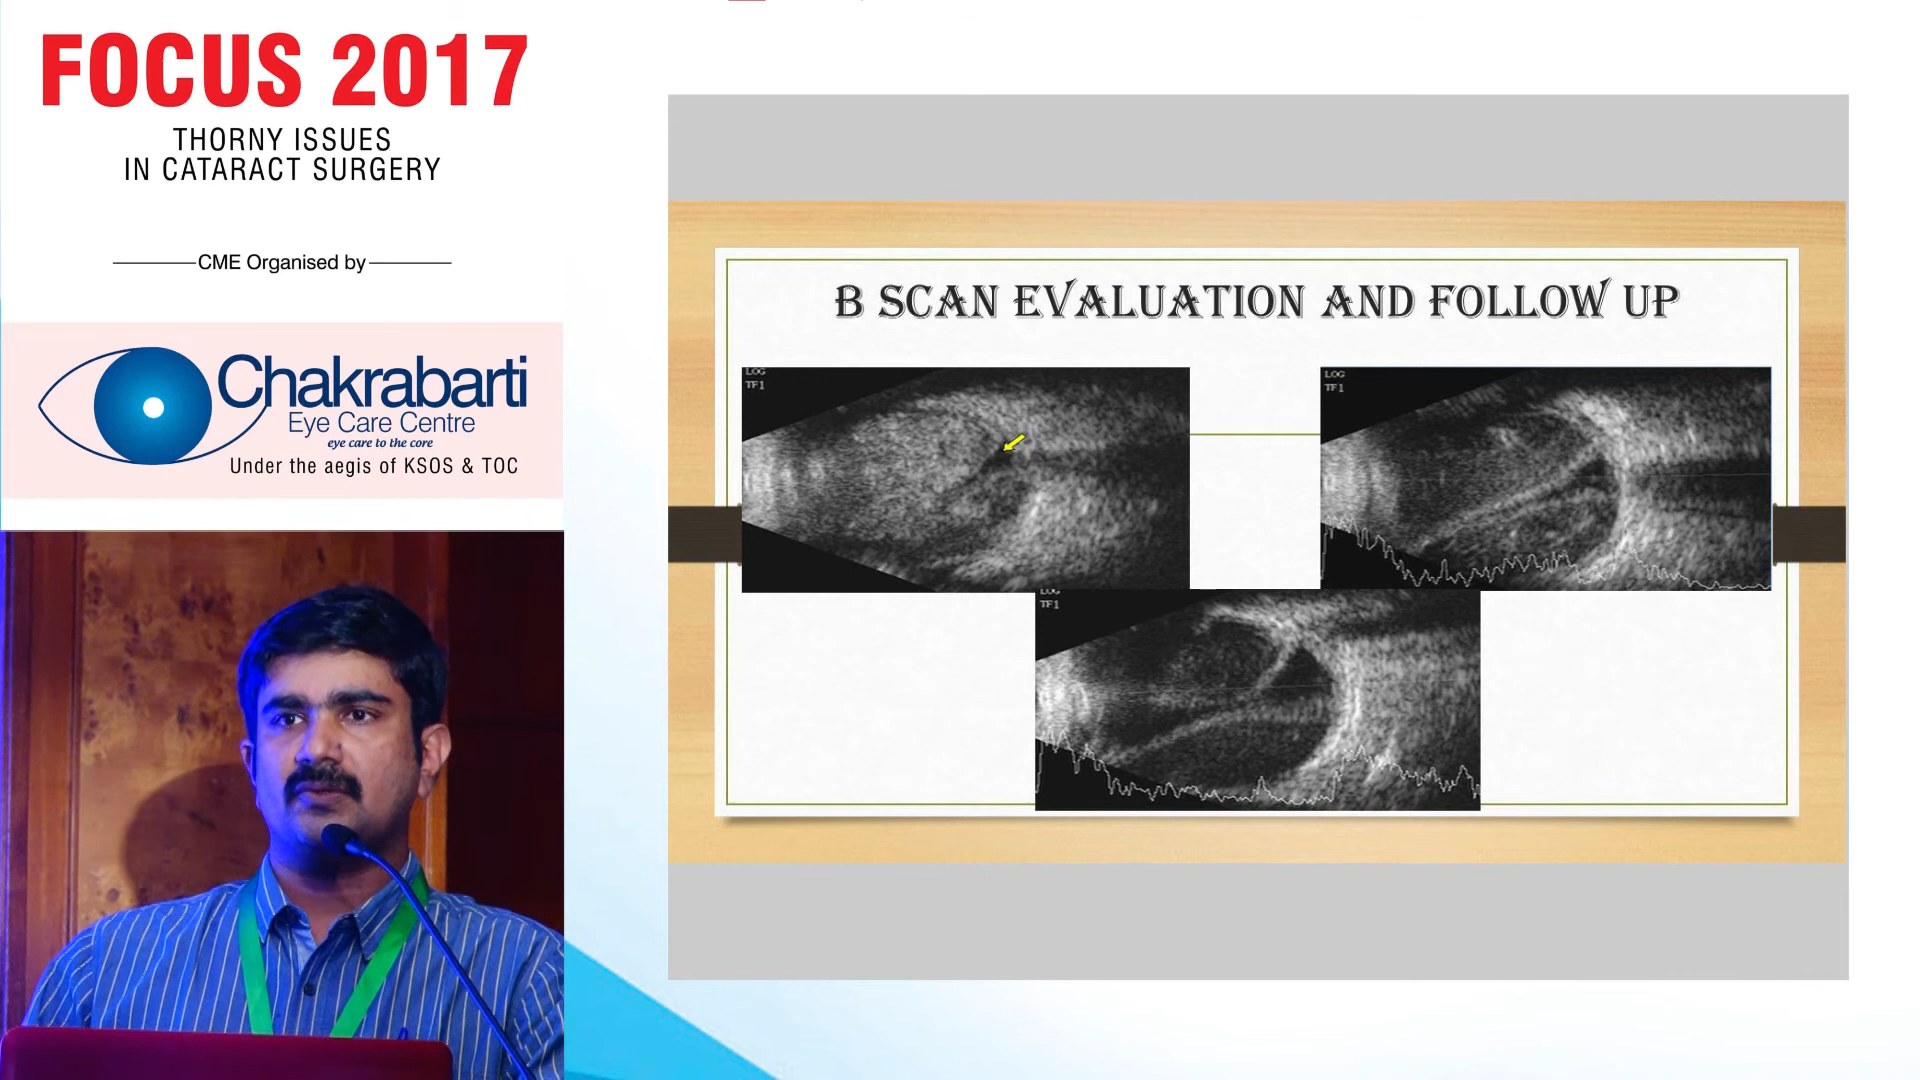 FOCUS 2017
THORNY ISSUES
IN CATARACT SURGERY
CME Organised by
Chakrabarti
Eye Care Centre
eye care to the core
Under the aegis of KSOS & TOC
B SCAN EVALUATION AND FOLLOW UP
LOG
TF1
LOG
TF1
LOG
TF1